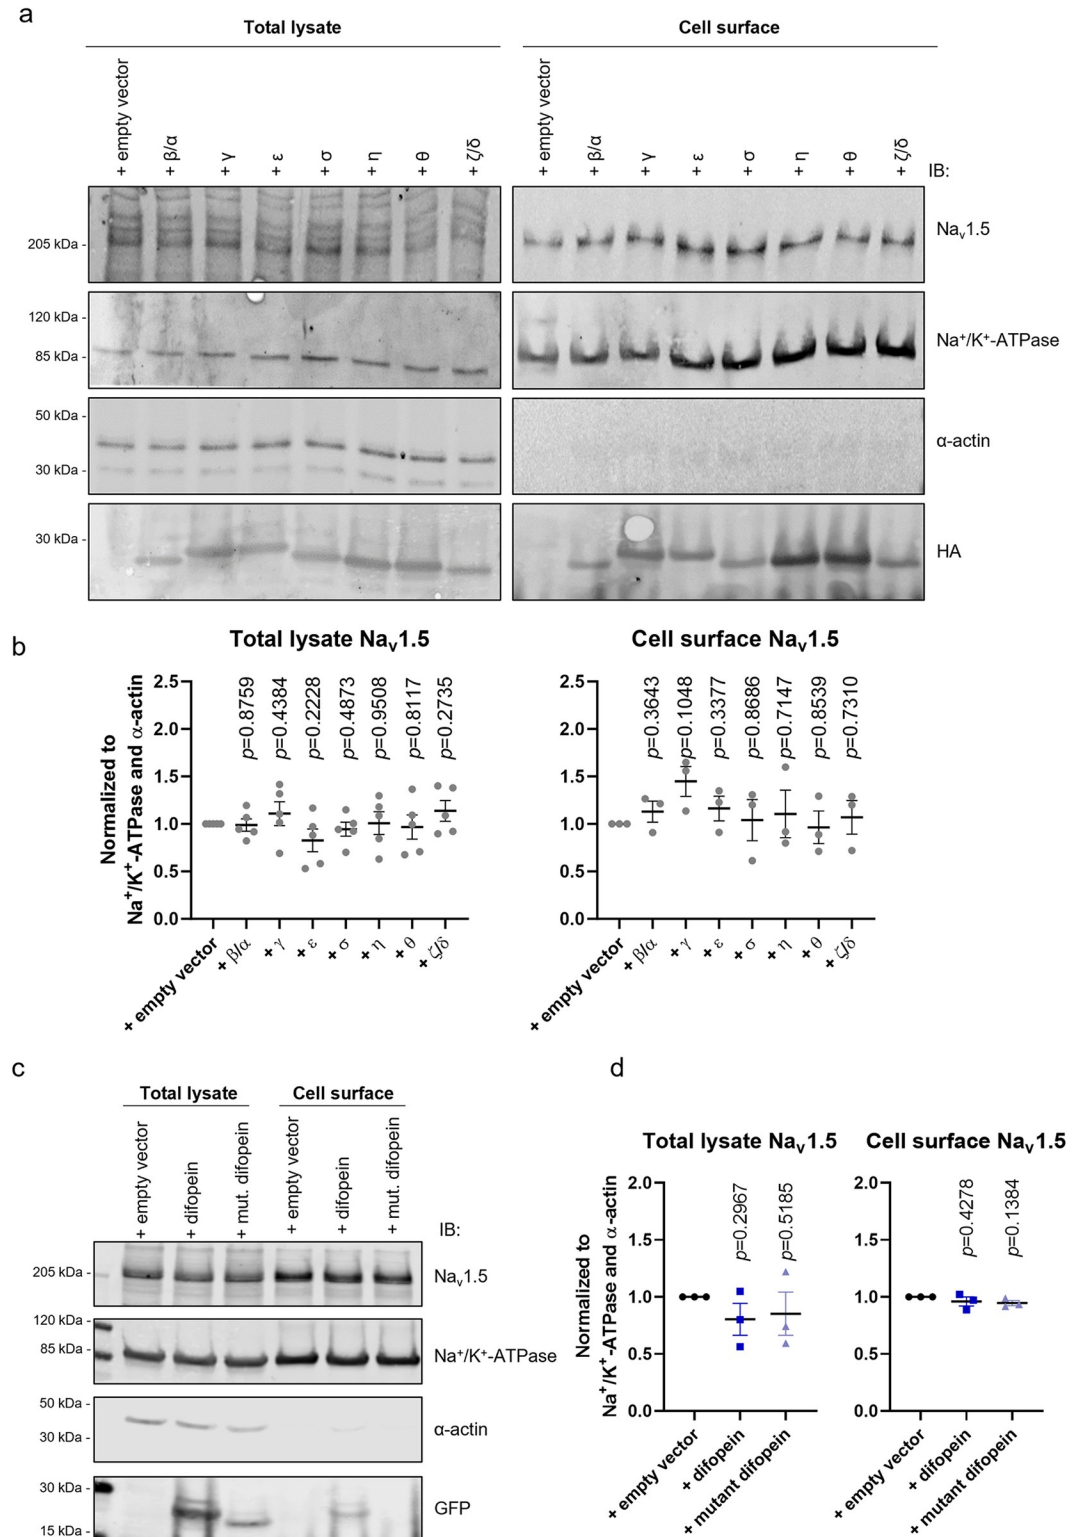 a
Total lysate
Cell surface
+ empty vector
+ β/α
+ γ
+ ε
+ σ
+ η
+ θ
+ ζ/δ
+ empty vector
+ β/α
+ γ
+ ε
+ σ
+ η
+ θ
+ ζ/δ
IB:
205 kDa -
Naᵥ1.5
120 kDa -
85 kDa -
Na⁺/K⁺-ATPase
50 kDa -
30 kDa -
α-actin
30 kDa -
HA
b
Total lysate Naᵥ1.5
Normalized to
Na⁺/K⁺-ATPase and α-actin
2.5
2.0
1.5
1.0
0.5
0.0
p=0.8759
p=0.4384
p=0.2228
p=0.4873
p=0.9508
p=0.8117
p=0.2735
+ empty vector
+ β/α
+ γ
+ ε
+ σ
+ η
+ θ
+ ζ/δ
Cell surface Naᵥ1.5
2.5
2.0
1.5
1.0
0.5
0.0
p=0.3643
p=0.1048
p=0.3377
p=0.8686
p=0.7147
p=0.8539
p=0.7310
+ empty vector
+ β/α
+ γ
+ ε
+ σ
+ η
+ θ
+ ζ/δ
c
Total lysate
Cell surface
+ empty vector
+ difopein
+ mut. difopein
+ empty vector
+ difopein
+ mut. difopein
IB:
205 kDa -
Naᵥ1.5
120 kDa -
85 kDa -
Na⁺/K⁺-ATPase
50 kDa -
30 kDa -
α-actin
30 kDa -
15 kDa -
GFP
d
Total lysate Naᵥ1.5
Normalized to
Na⁺/K⁺-ATPase and α-actin
2.0
1.5
1.0
0.5
0.0
p=0.2967
p=0.5185
+ empty vector
+ difopein
+ mutant difopein
Cell surface Naᵥ1.5
2.0
1.5
1.0
0.5
0.0
p=0.4278
p=0.1384
+ empty vector
+ difopein
+ mutant difopein